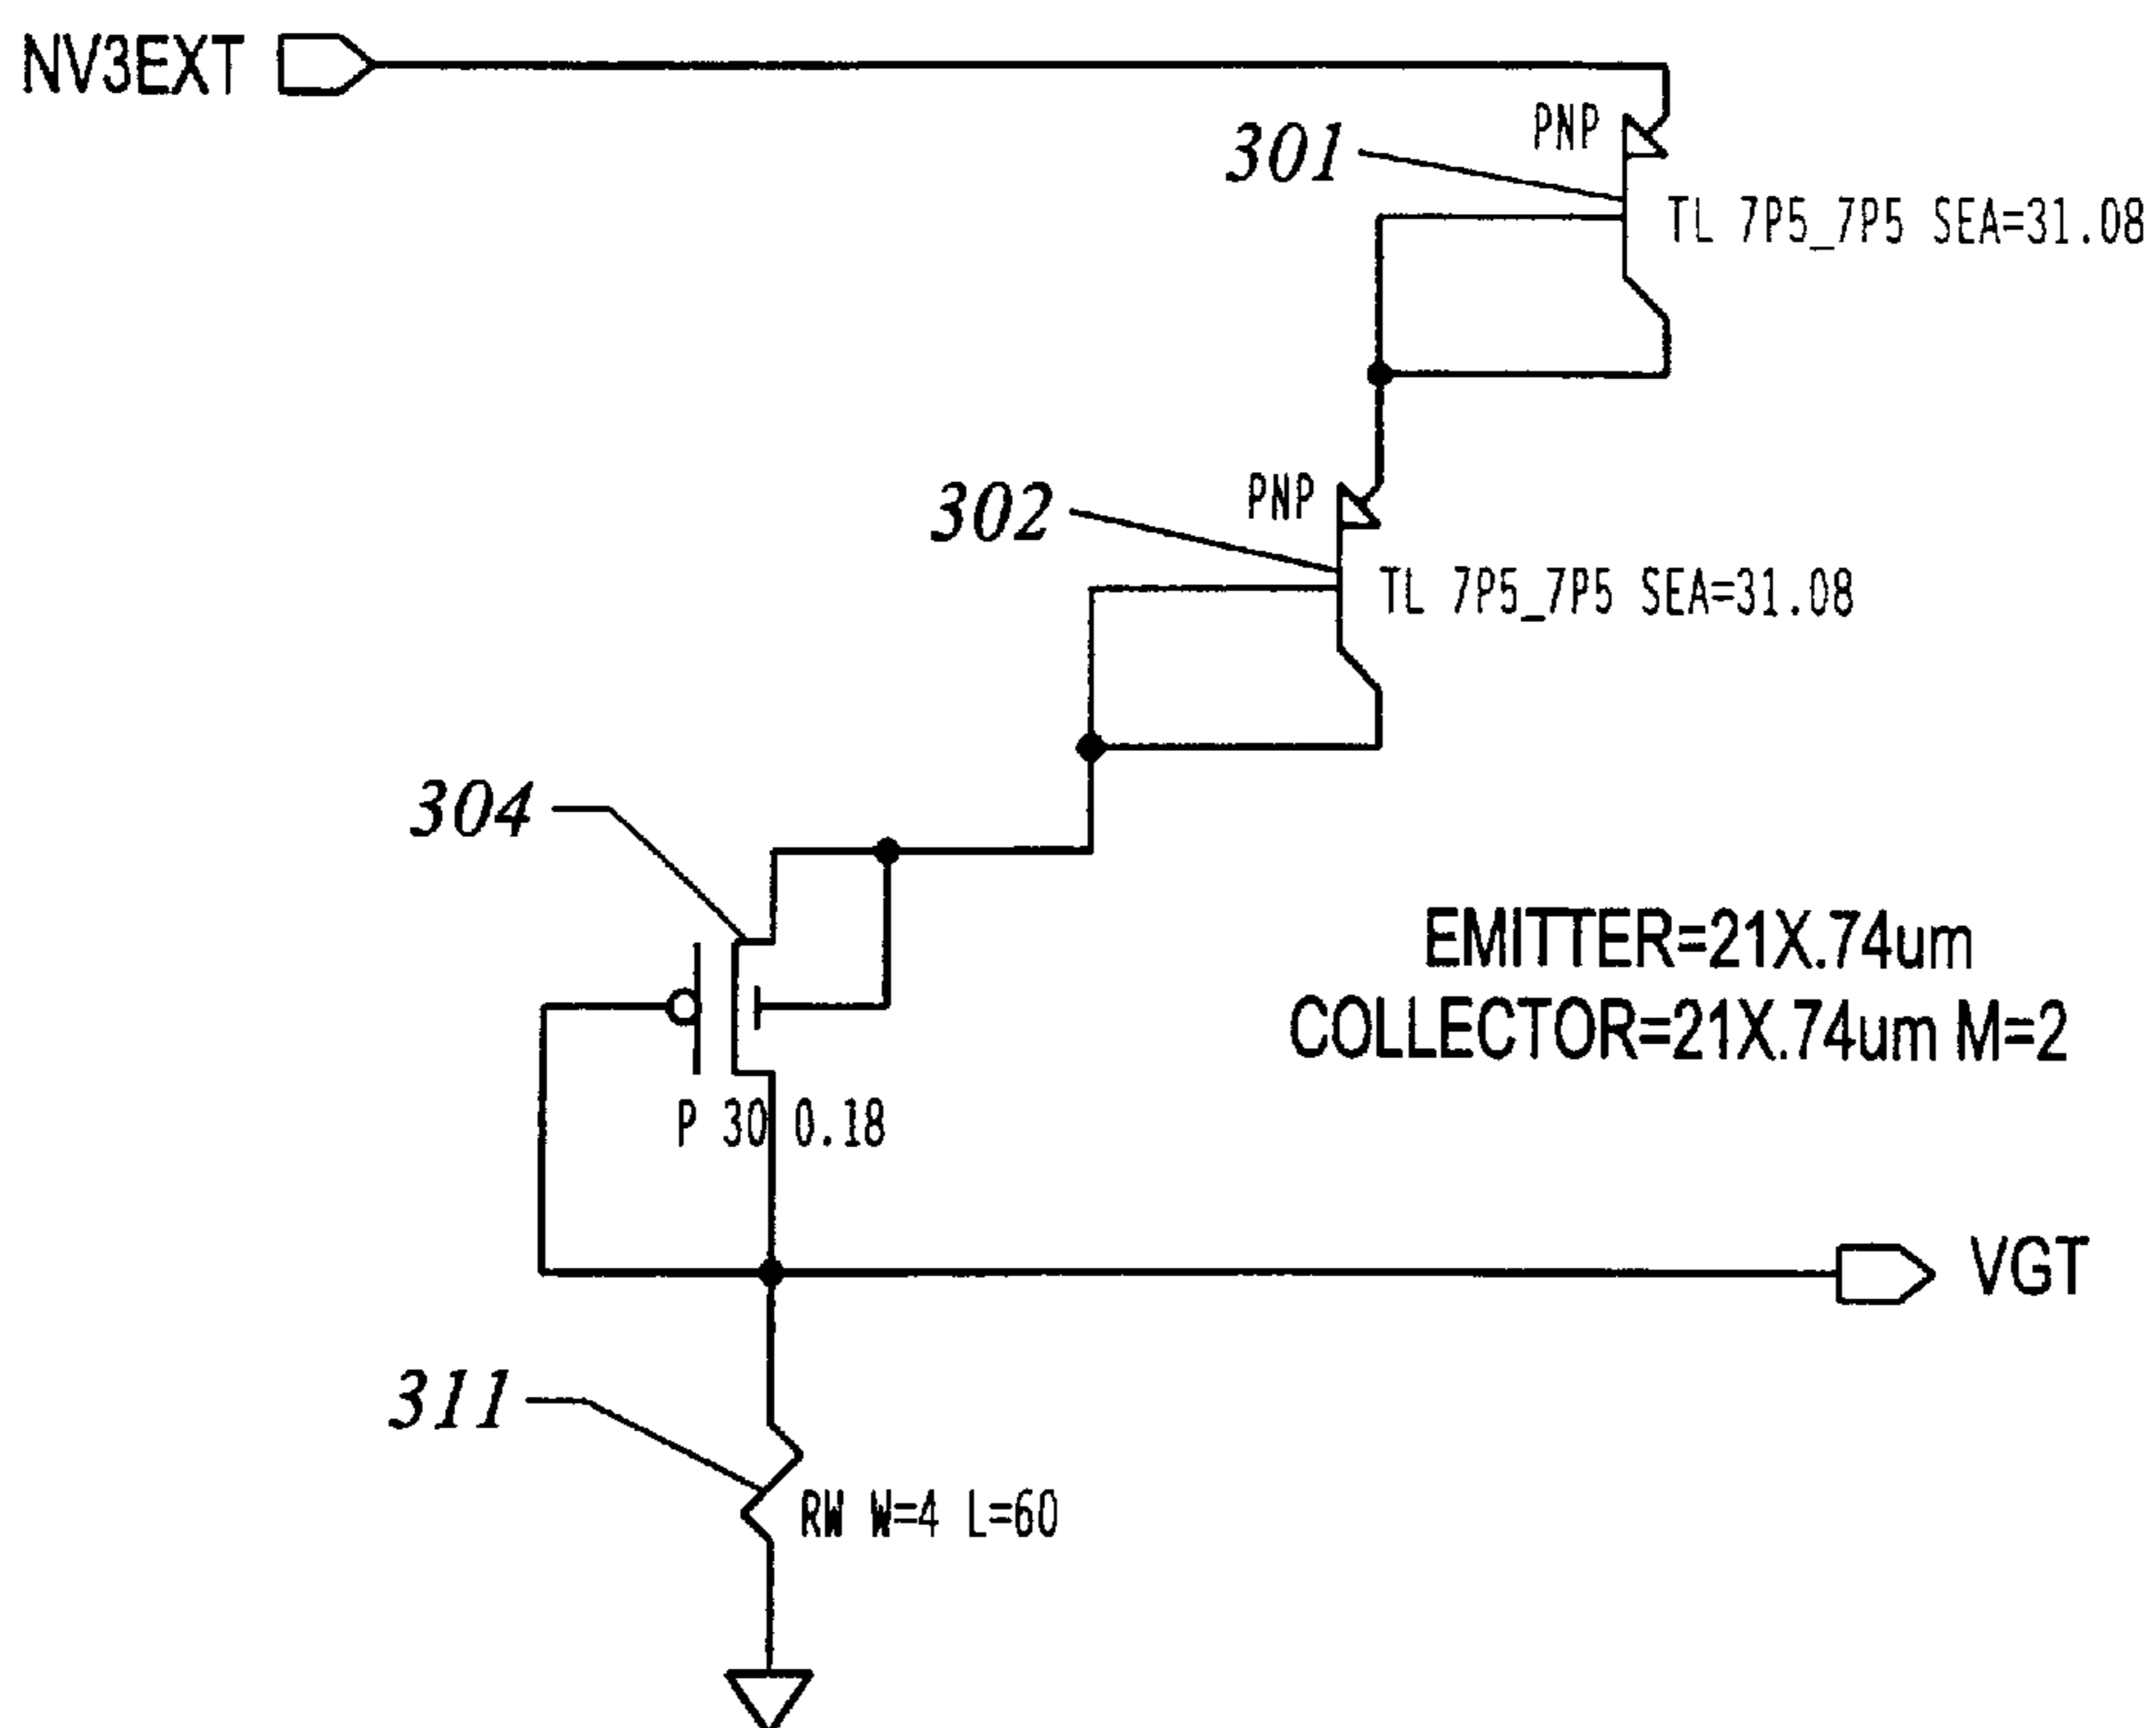 NV3EXT
PNP
301
TL 7P5_7P5 SEA=31.08
PNP
302
TL 7P5_7P5 SEA=31.08
304
EMITTER=21X.74um
COLLECTOR=21X.74um M=2
P 30 0.18
VGT
311
RW W=4 L=60